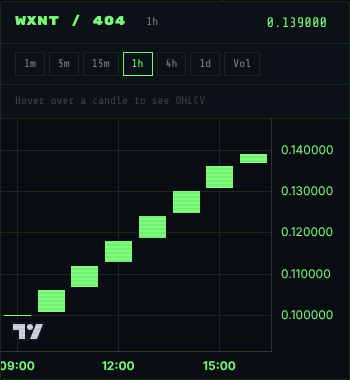 WXNT / 404 1h 0.139000
1m 5m 15m 1h 4h 1d Vol
Hover over a candle to see OHLCV
0.140000
0.130000
0.120000
0.110000
0.100000
09:00 12:00 15:00